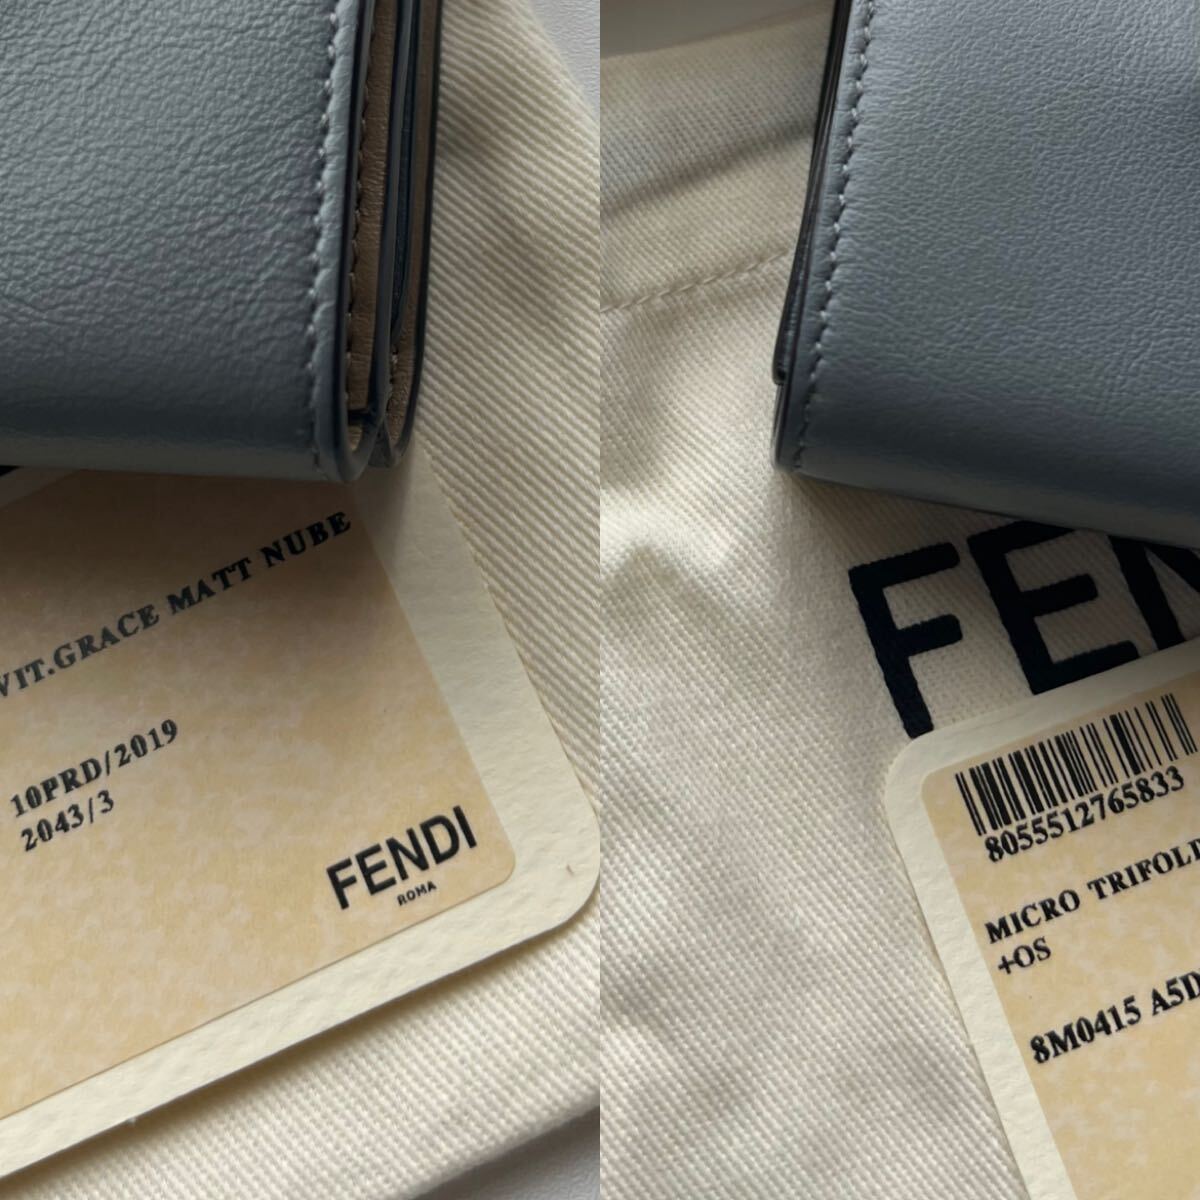 VIT.GRACE MATT NUBE
10PRD/2019
2043/3
FENDI
ROMA
FEN
8055512765833
MICRO TRIFOLD
+OS
8M0415 A5D